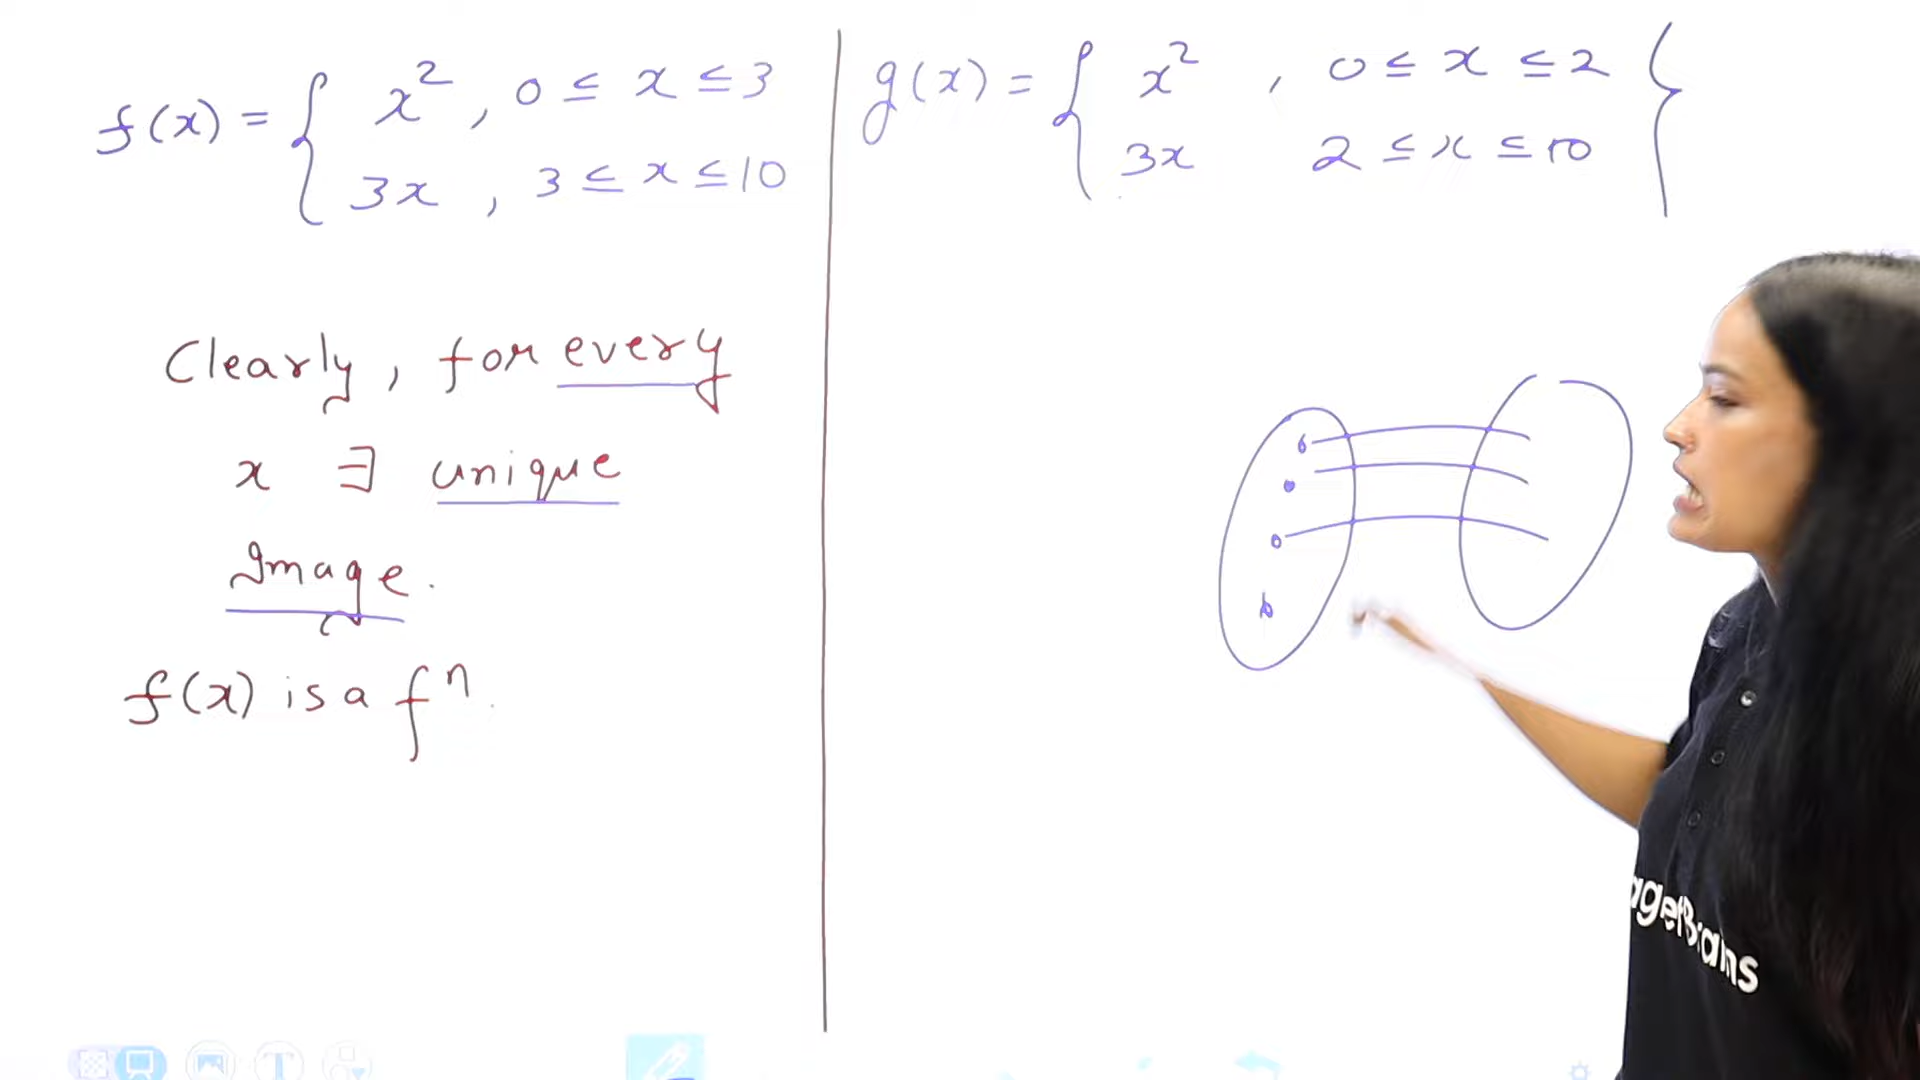 f(x) = { x², 0 ≤ x ≤ 3
3x, 3 ≤ x ≤ 10
Clearly, for every
x ∃ unique
Image.
f(x) is a fⁿ.
g(x) = { x² , 0 ≤ x ≤ 2
3x 2 ≤ x ≤ 10